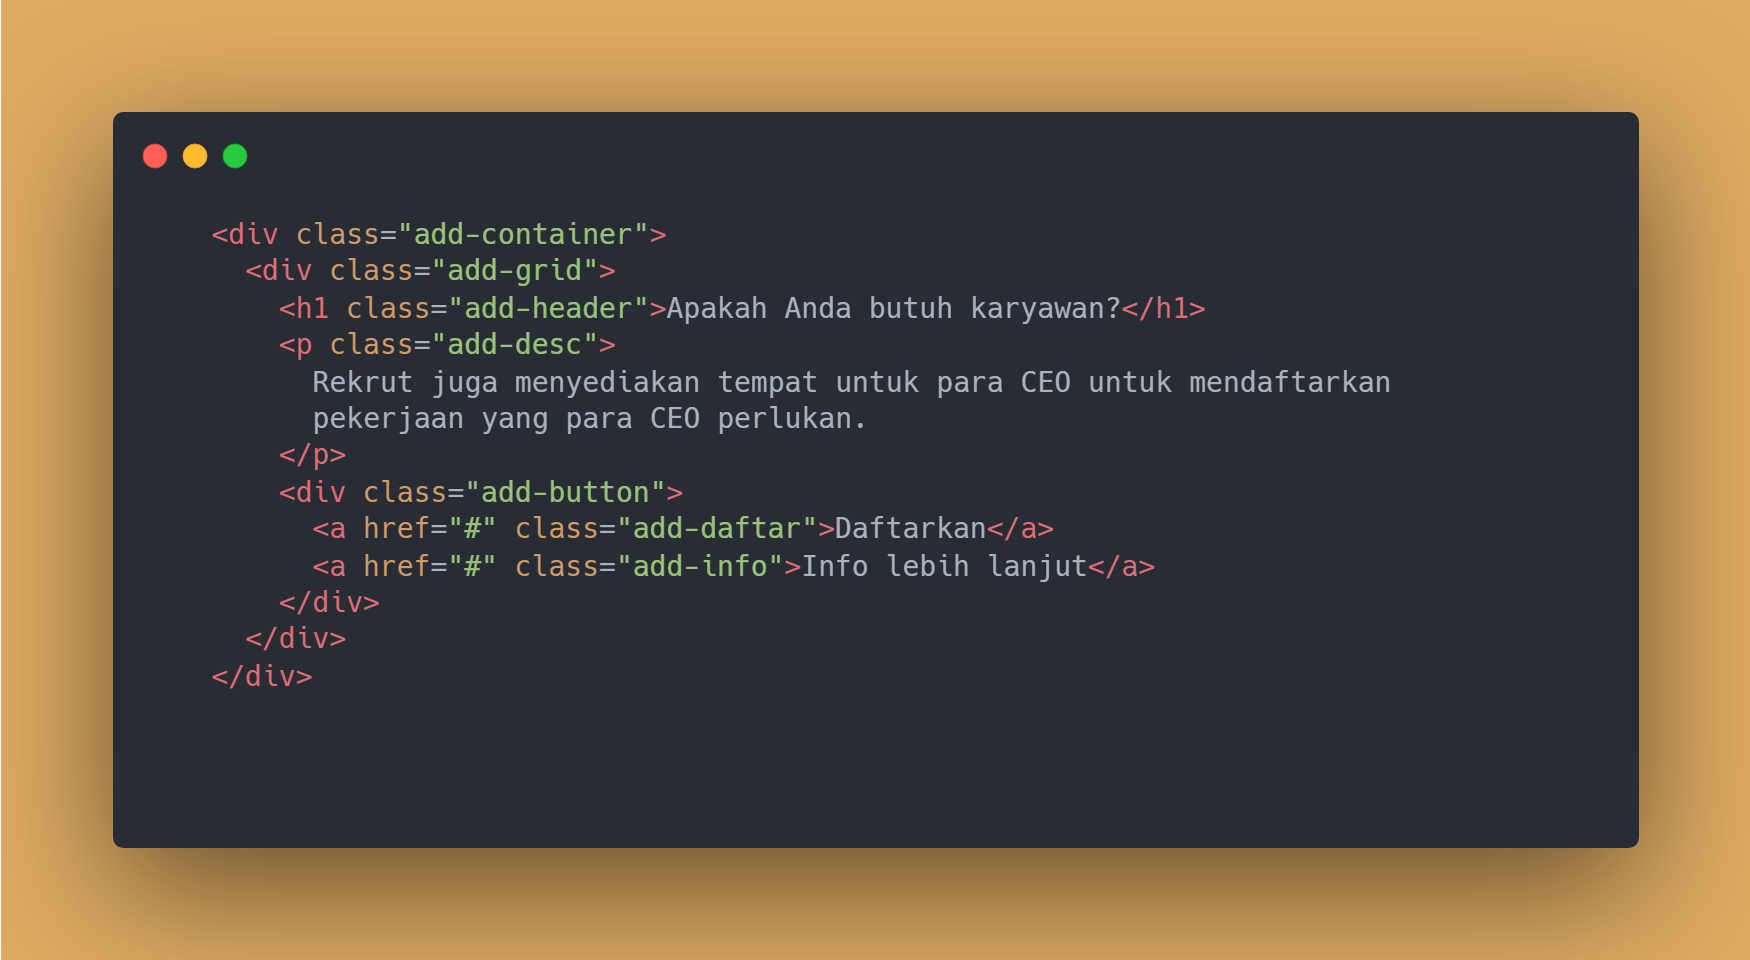 <div class="add-container">
  <div class="add-grid">
    <h1 class="add-header">Apakah Anda butuh karyawan?</h1>
    <p class="add-desc">
      Rekrut juga menyediakan tempat untuk para CEO untuk mendaftarkan
      pekerjaan yang para CEO perlukan.
    </p>
    <div class="add-button">
      <a href="#" class="add-daftar">Daftarkan</a>
      <a href="#" class="add-info">Info lebih lanjut</a>
    </div>
  </div>
</div>